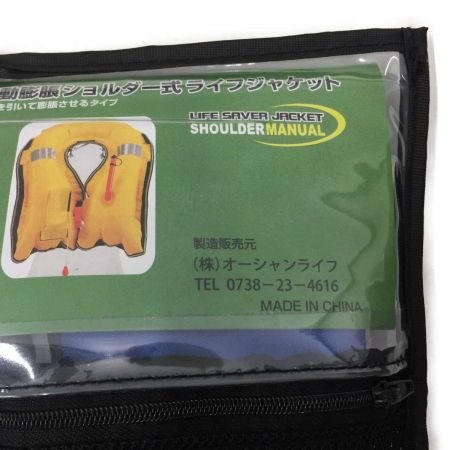 動膨脹ショルダー式ライフジャケット
を引いて膨脹させるタイプ
LIFE SAVER JACKET
SHOULDER MANUAL
製造販売元
(株)オーシャンライフ
TEL 0738-23-4616
MADE IN CHINA